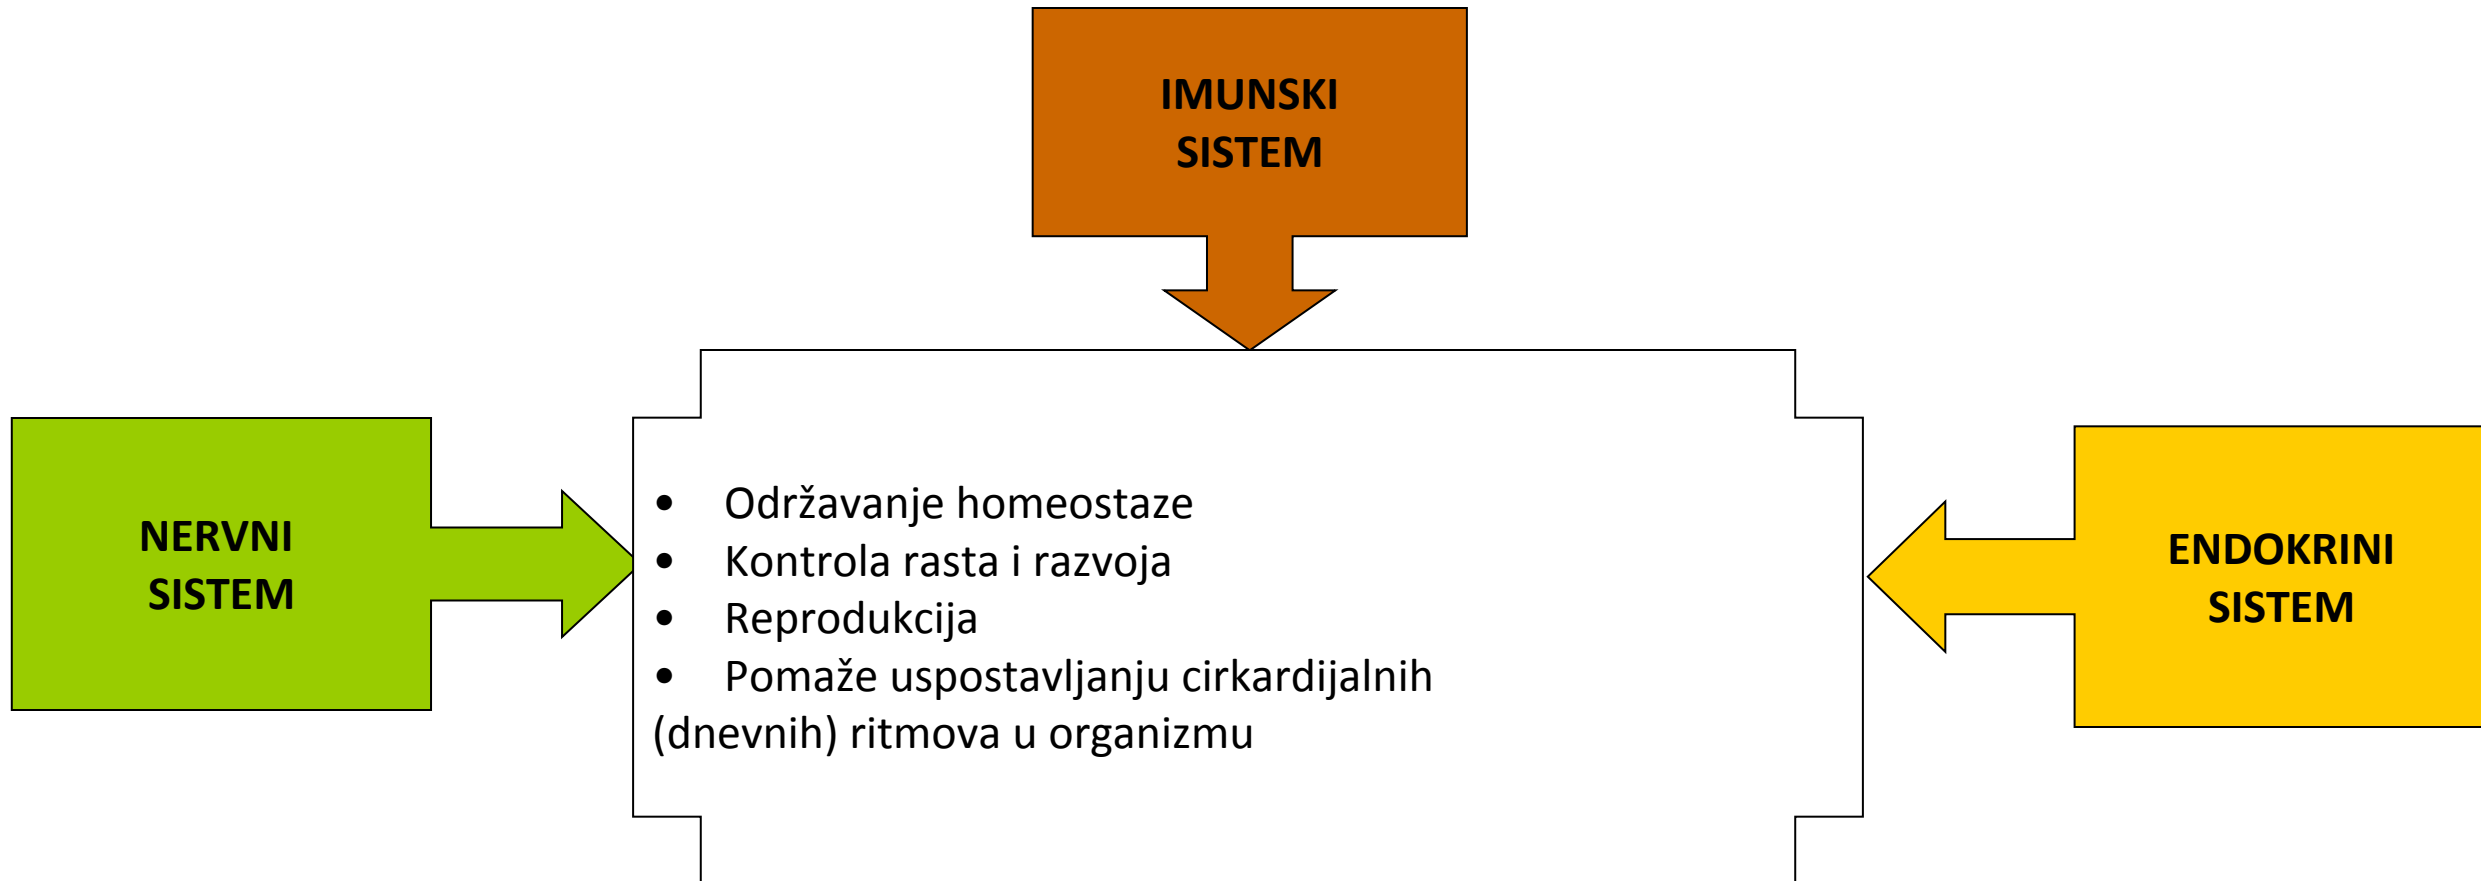 IMUNSKI
SISTEM
NERVNI
SISTEM
• Održavanje homeostaze
• Kontrola rasta i razvoja
• Reprodukcija
• Pomaže uspostavljanju cirkardijalnih
(dnevnih) ritmova u organizmu
ENDOKRINI
SISTEM